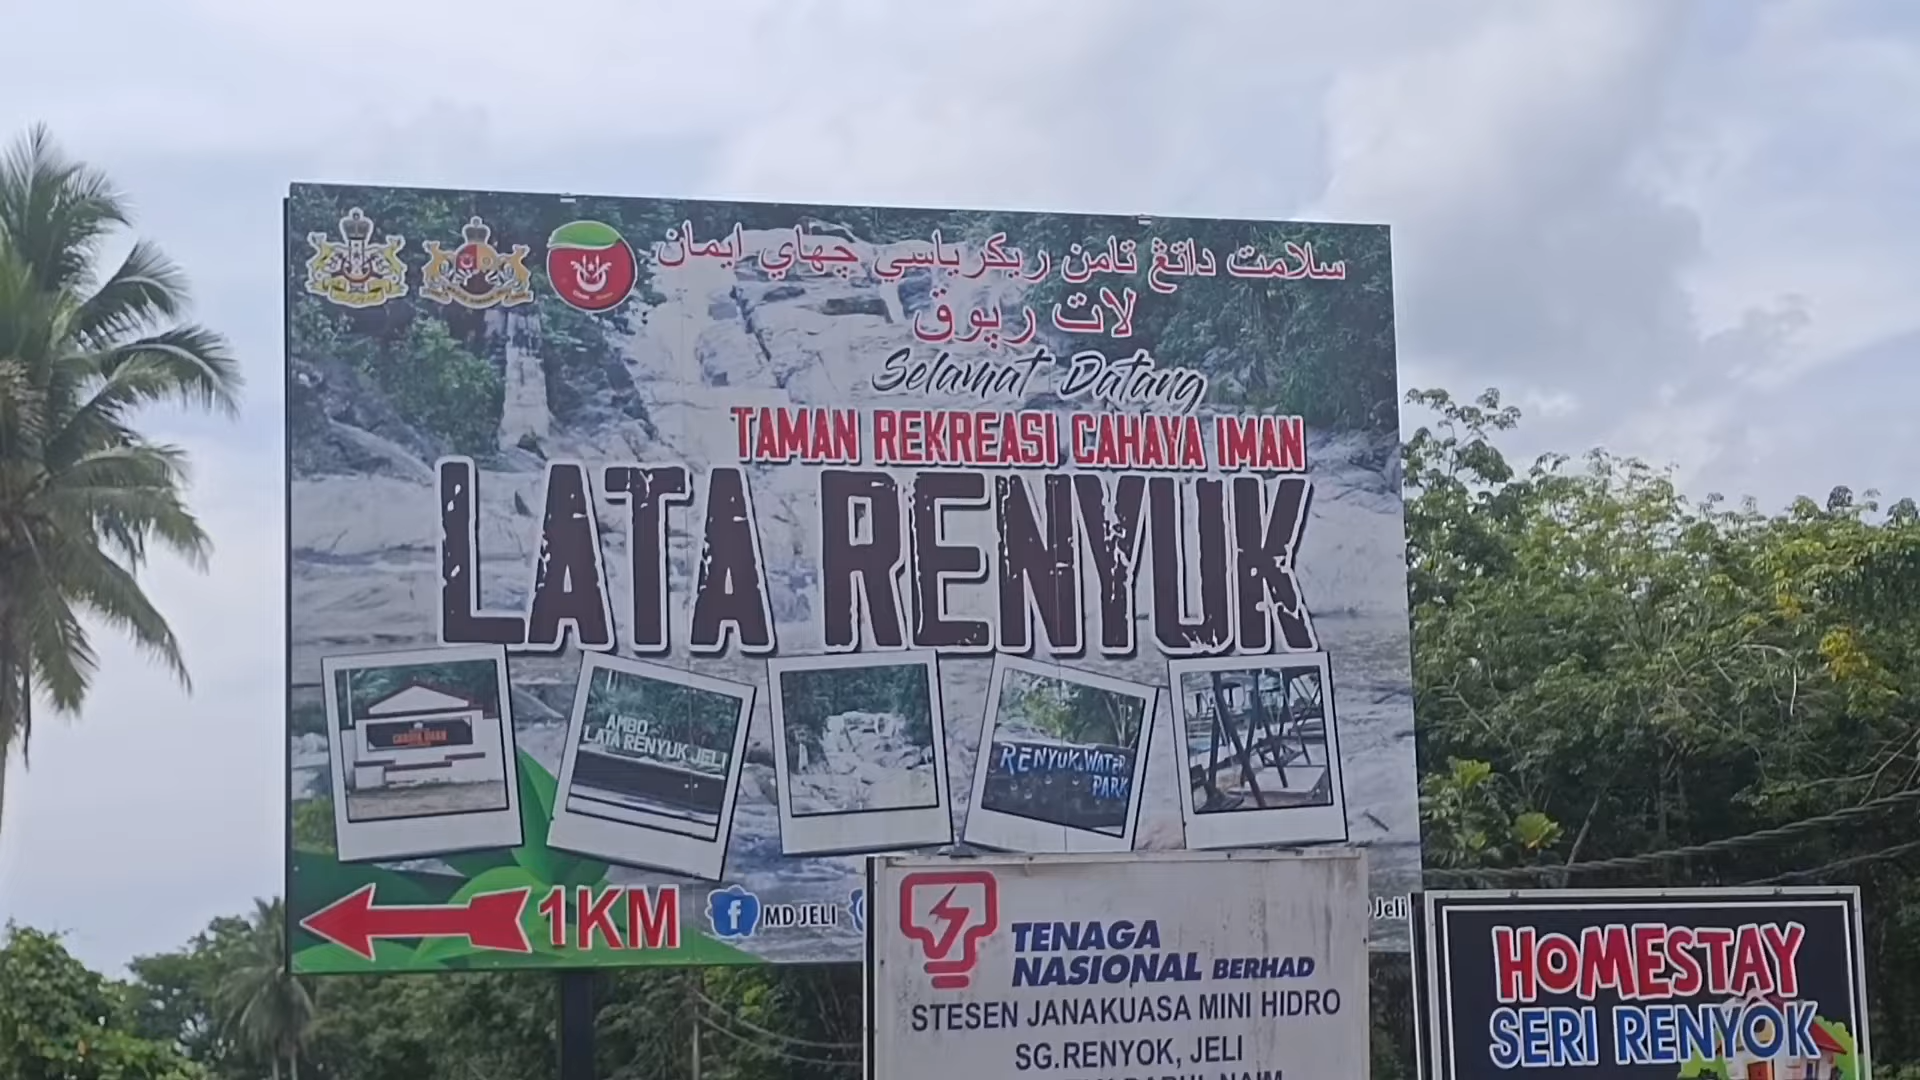 سلامت داتڠ تامن ريکرياسي چهاي ايمان
لات رڽوق
Selamat Datang
TAMAN REKREASI CAHAYA IMAN
LATA RENYUK
AMBO
LATA RENYUK JELI
RENYUK WATER
PARK
1KM
MD JELI
Jeli
TENAGA
NASIONAL BERHAD
STESEN JANAKUASA MINI HIDRO
SG.RENYOK, JELI
HOMESTAY
SERI RENYOK